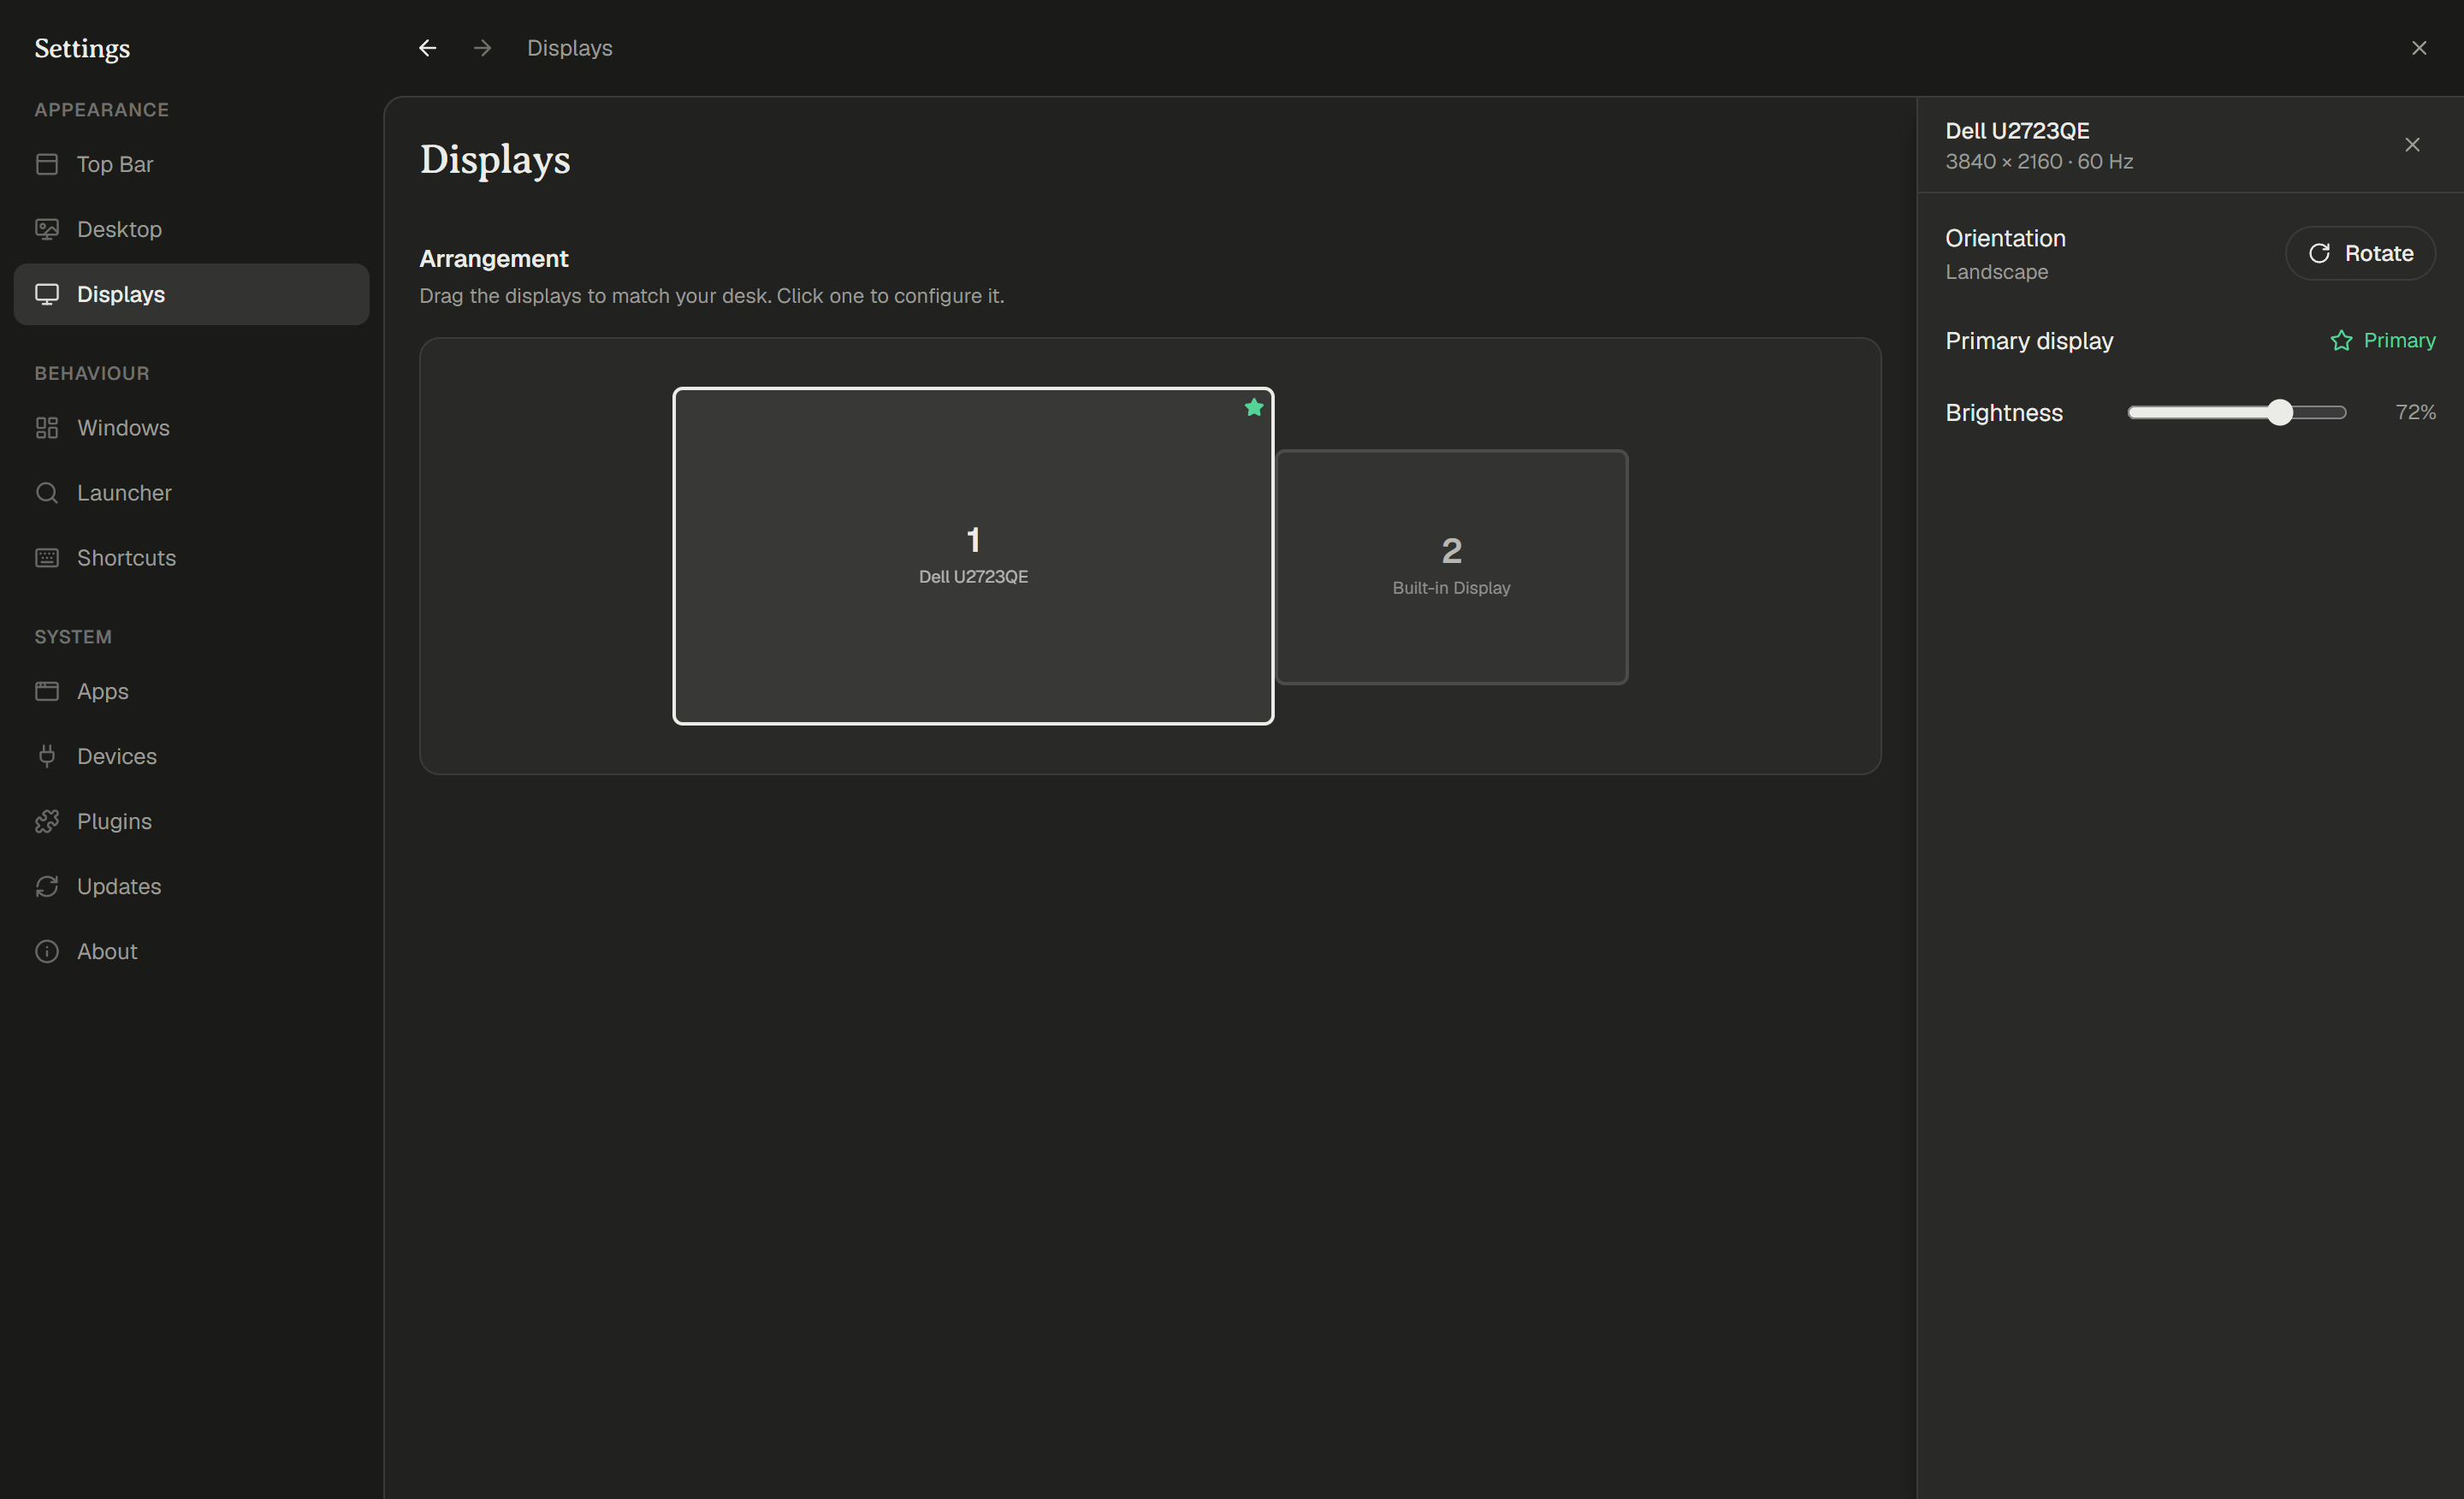 Settings
APPEARANCE
Top Bar
Desktop
Displays
BEHAVIOUR
Windows
Launcher
Shortcuts
SYSTEM
Apps
Devices
Plugins
Updates
About
Displays
Displays
Arrangement
Drag the displays to match your desk. Click one to configure it.
1
Dell U2723QE
2
Built-in Display
Dell U2723QE
3840 × 2160 · 60 Hz
Orientation
Landscape
Rotate
Primary display
Primary
Brightness
72%